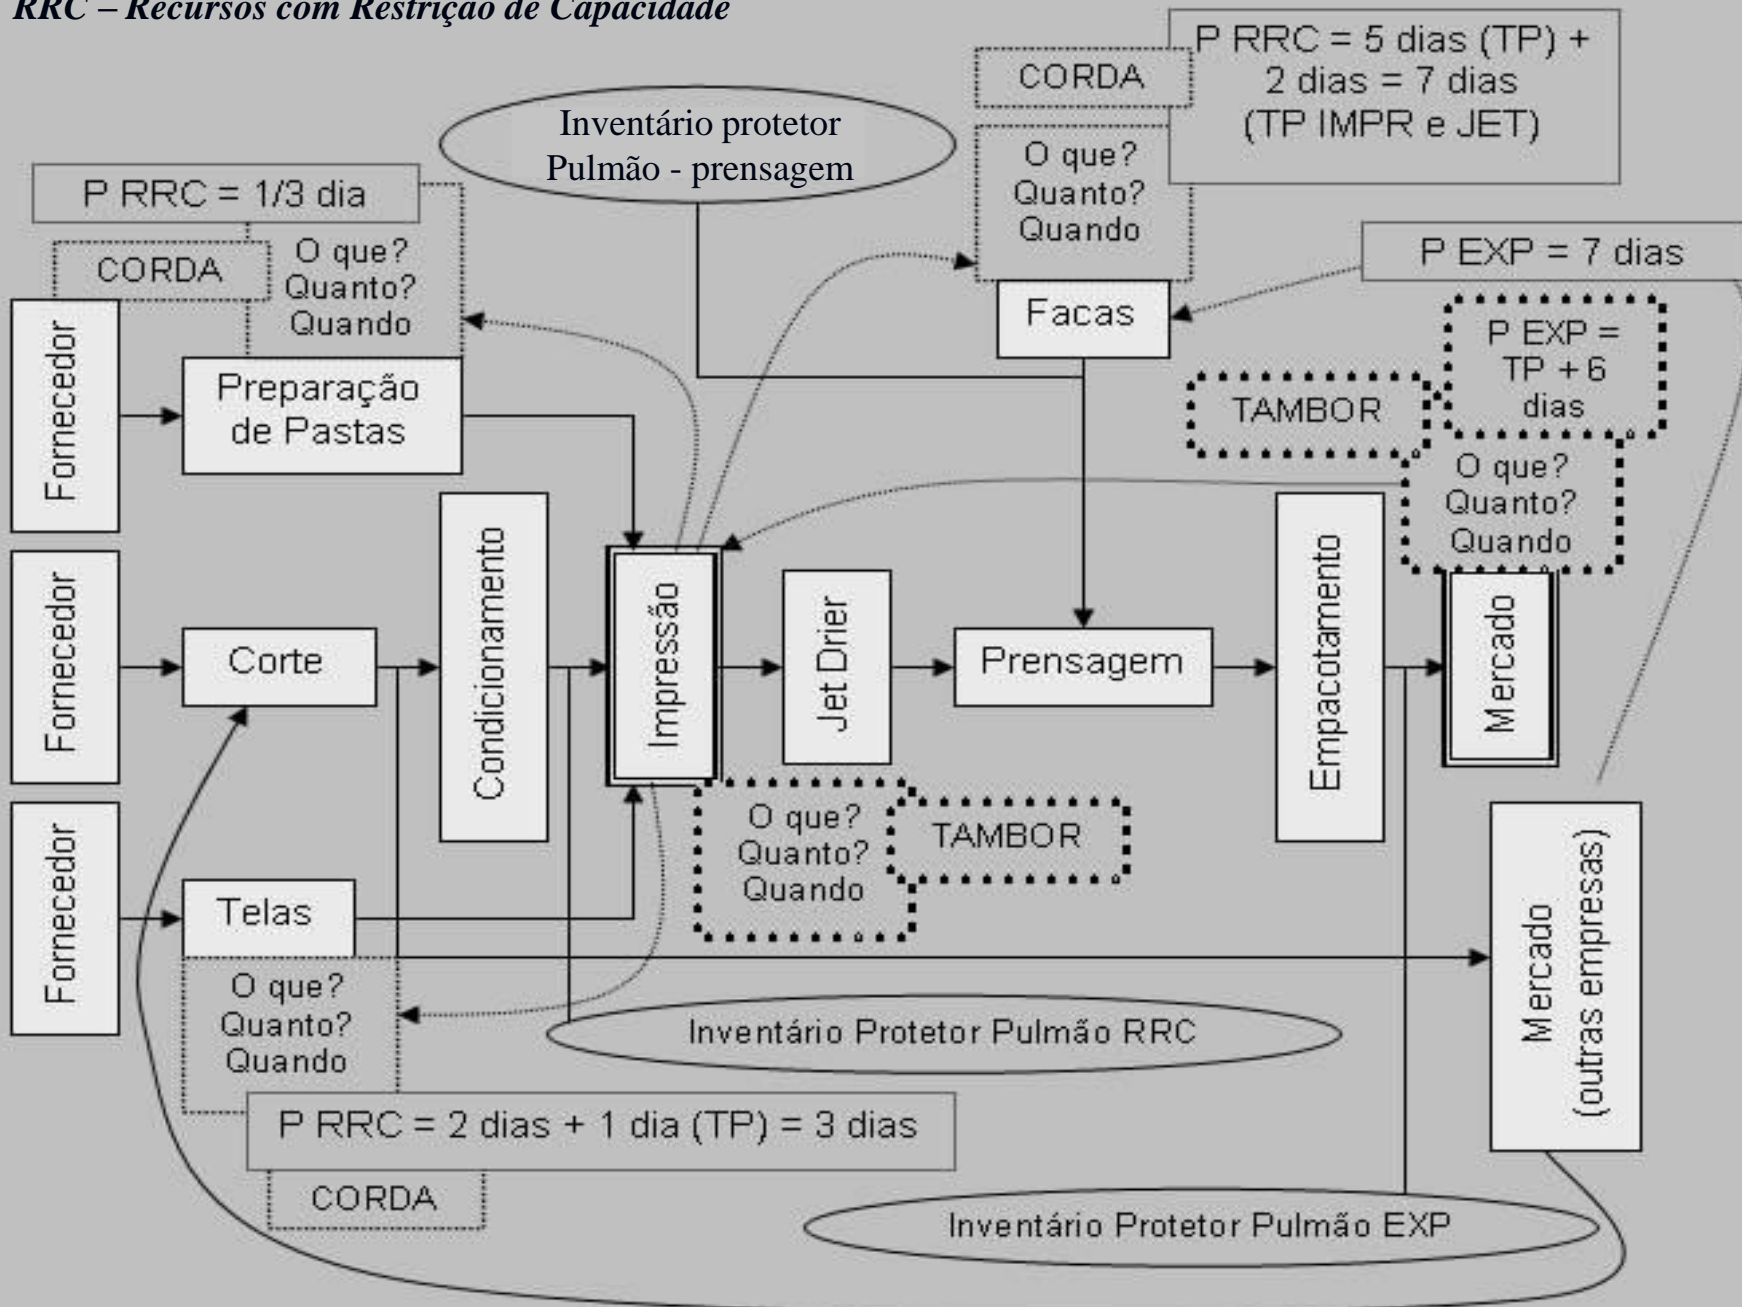 RRC – Recursos com Restrição de Capacidade
P RRC = 5 dias (TP) +
2 dias = 7 dias
(TP IMPR e JET)
CORDA
Inventário protetor
Pulmão - prensagem
O que?
Quanto?
Quando
P RRC = 1/3 dia
CORDA
O que?
Quanto?
Quando
P EXP = 7 dias
Facas
P EXP =
TP + 6
dias
TAMBOR
O que?
Quanto?
Quando
Fornecedor
Preparação
de Pastas
Fornecedor
Corte
Condicionamento
Impressão
Jet Drier
Prensagem
Empacotamento
Mercado
O que?
Quanto?
Quando
TAMBOR
Fornecedor
Telas
O que?
Quanto?
Quando
Inventário Protetor Pulmão RRC
Mercado
(outras empresas)
P RRC = 2 dias + 1 dia (TP) = 3 dias
CORDA
Inventário Protetor Pulmão EXP